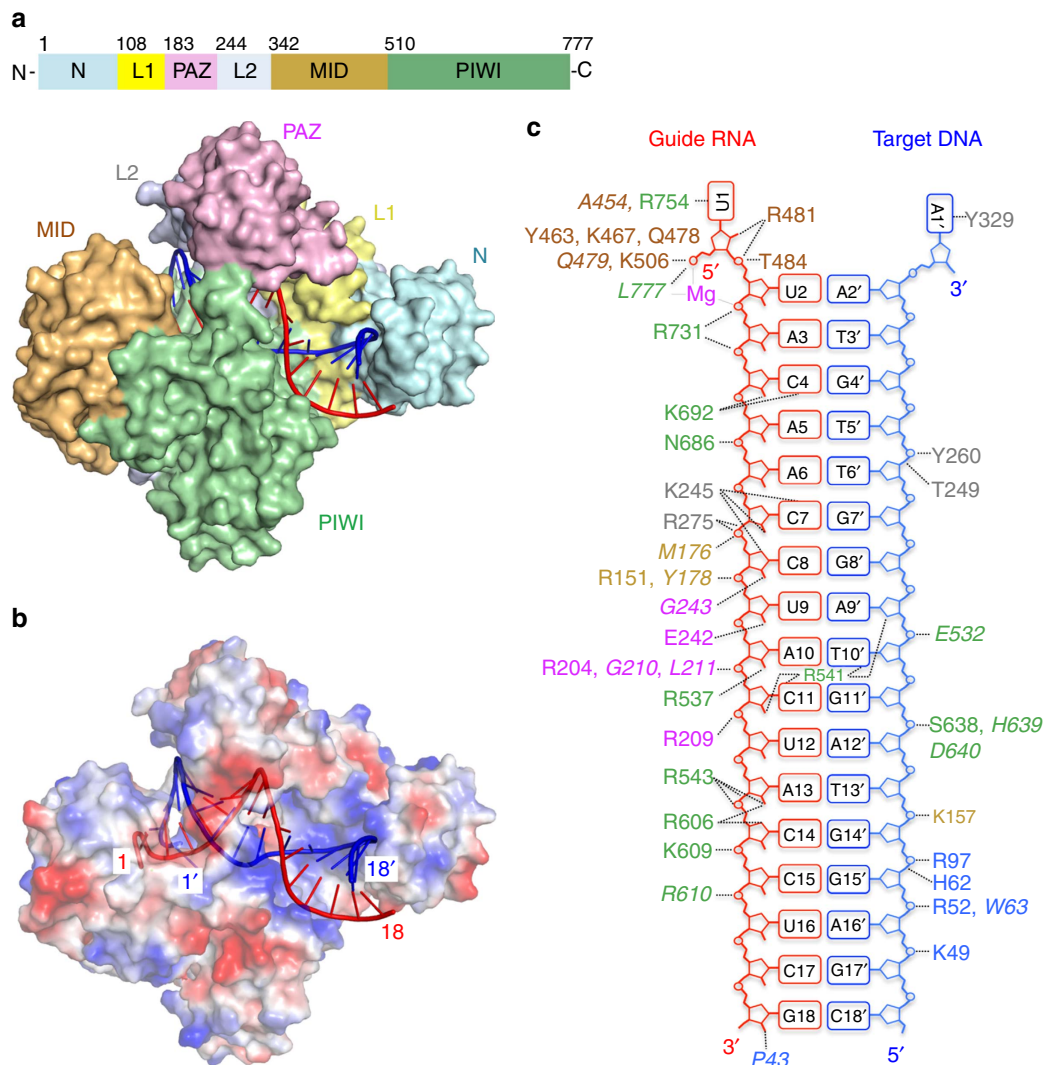 a
1 108 183 244 342 510 777
N- N L1 PAZ L2 MID PIWI -C
PAZ
L2
L1
MID
N
PIWI
b
1
1′
18′
18
c
Guide RNA Target DNA
A454, R754 U1 R481 A1′ Y329
Y463, K467, Q478
Q479, K506 5′ T484
L777 Mg 3′
U2 A2′
R731 A3 T3′
C4 G4′
K692
N686 A5 T5′
Y260
A6 T6′
K245 T249
R275 C7 G7′
M176
C8 G8′
R151, Y178
G243 U9 A9′
E242 E532
A10 T10′
R204, G210, L211
R541
R537 C11 G11′
S638, H639
R209 U12 A12′ D640
R543
A13 T13′
R606 K157
C14 G14′
K609 R97
C15 G15′ H62
R610 R52, W63
U16 A16′
K49
C17 G17′
G18 C18′
3′ P43 5′